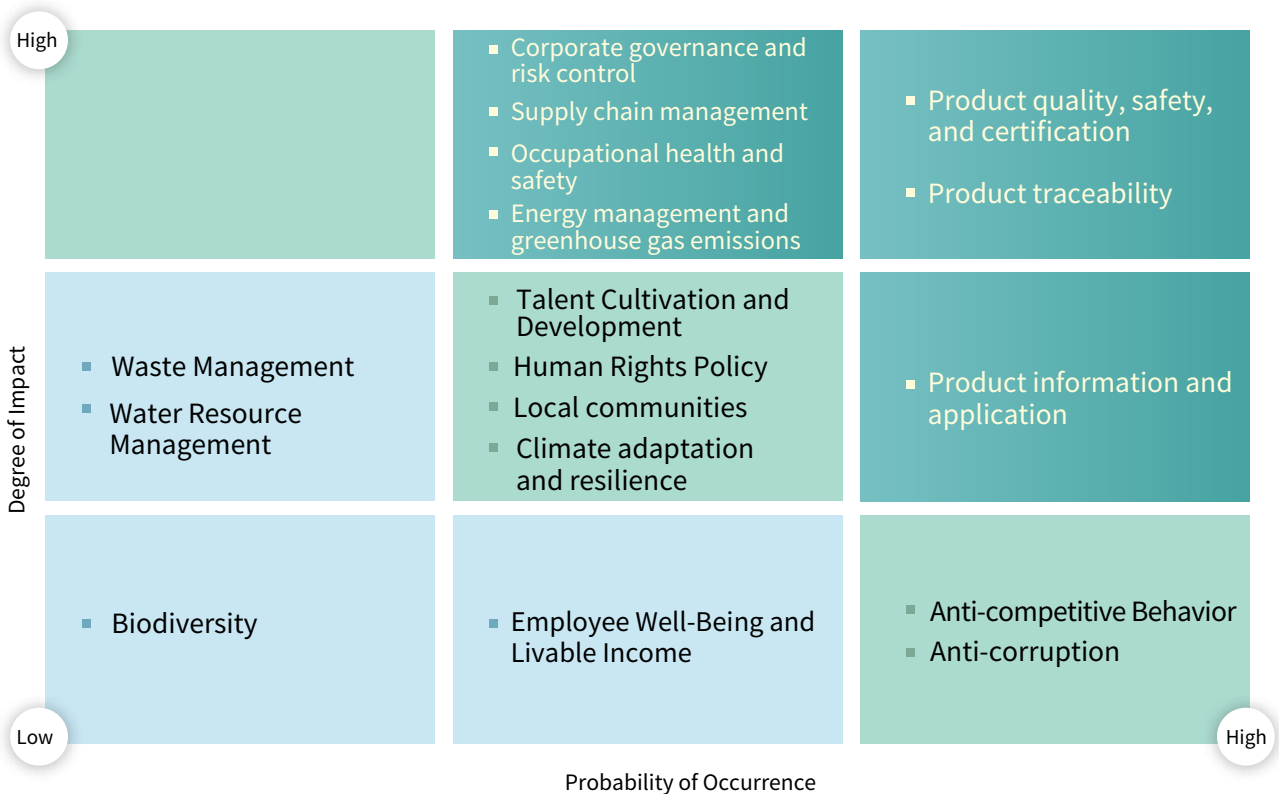 High
Corporate governance and
risk control
Supply chain management
Occupational health and
safety
Energy management and
greenhouse gas emissions
Product quality, safety,
and certification
Product traceability
Degree of Impact
Waste Management
Water Resource
Management
Talent Cultivation and
Development
Human Rights Policy
Local communities
Climate adaptation
and resilience
Product information and
application
Biodiversity
Employee Well-Being and
Livable Income
Anti-competitive Behavior
Anti-corruption
Low
High
Probability of Occurrence